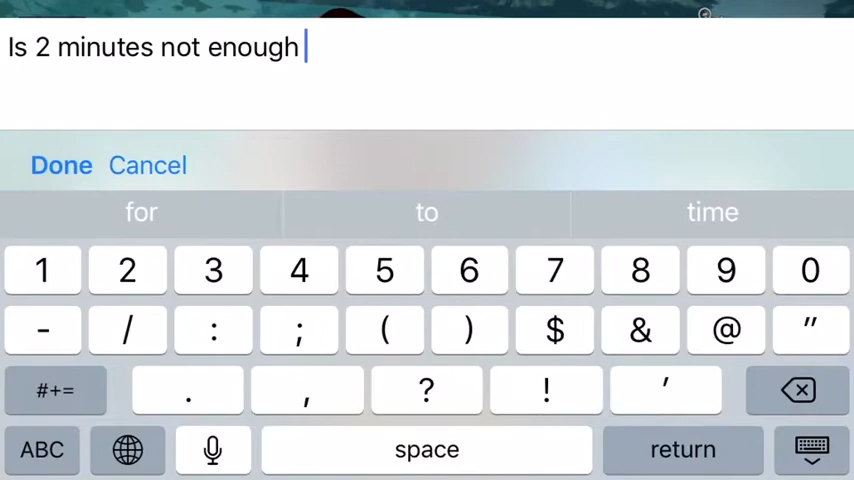 Is 2 minutes not enough
Done Cancel
for to time
1 2 3 4 5 6 7 8 9 0
- / : ; ( ) $ & @ "
#+= . , ? ! '
ABC space return